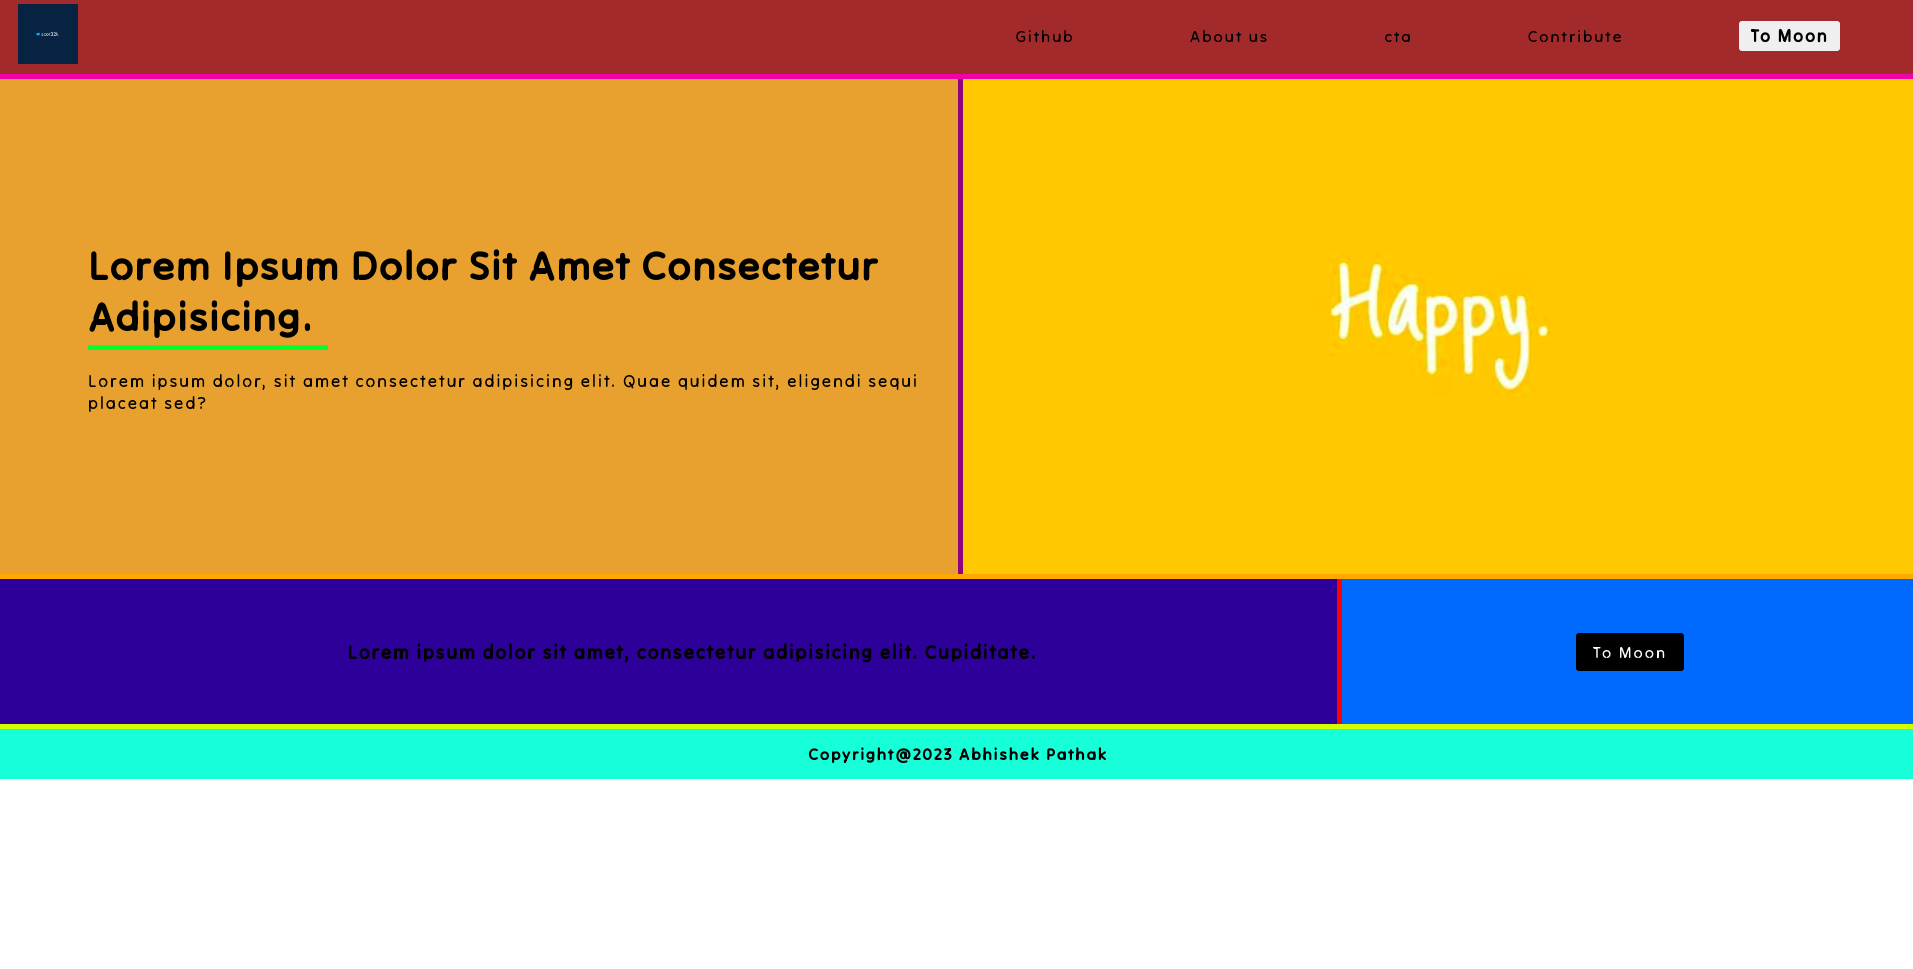 Github
About us
cta
Contribute
To Moon
Lorem Ipsum Dolor Sit Amet Consectetur
Adipisicing.
Lorem ipsum dolor, sit amet consectetur adipisicing elit. Quae quidem sit, eligendi sequi
placeat sed?
Happy.
Lorem ipsum dolor sit amet, consectetur adipisicing elit. Cupiditate.
To Moon
Copyright@2023 Abhishek Pathak